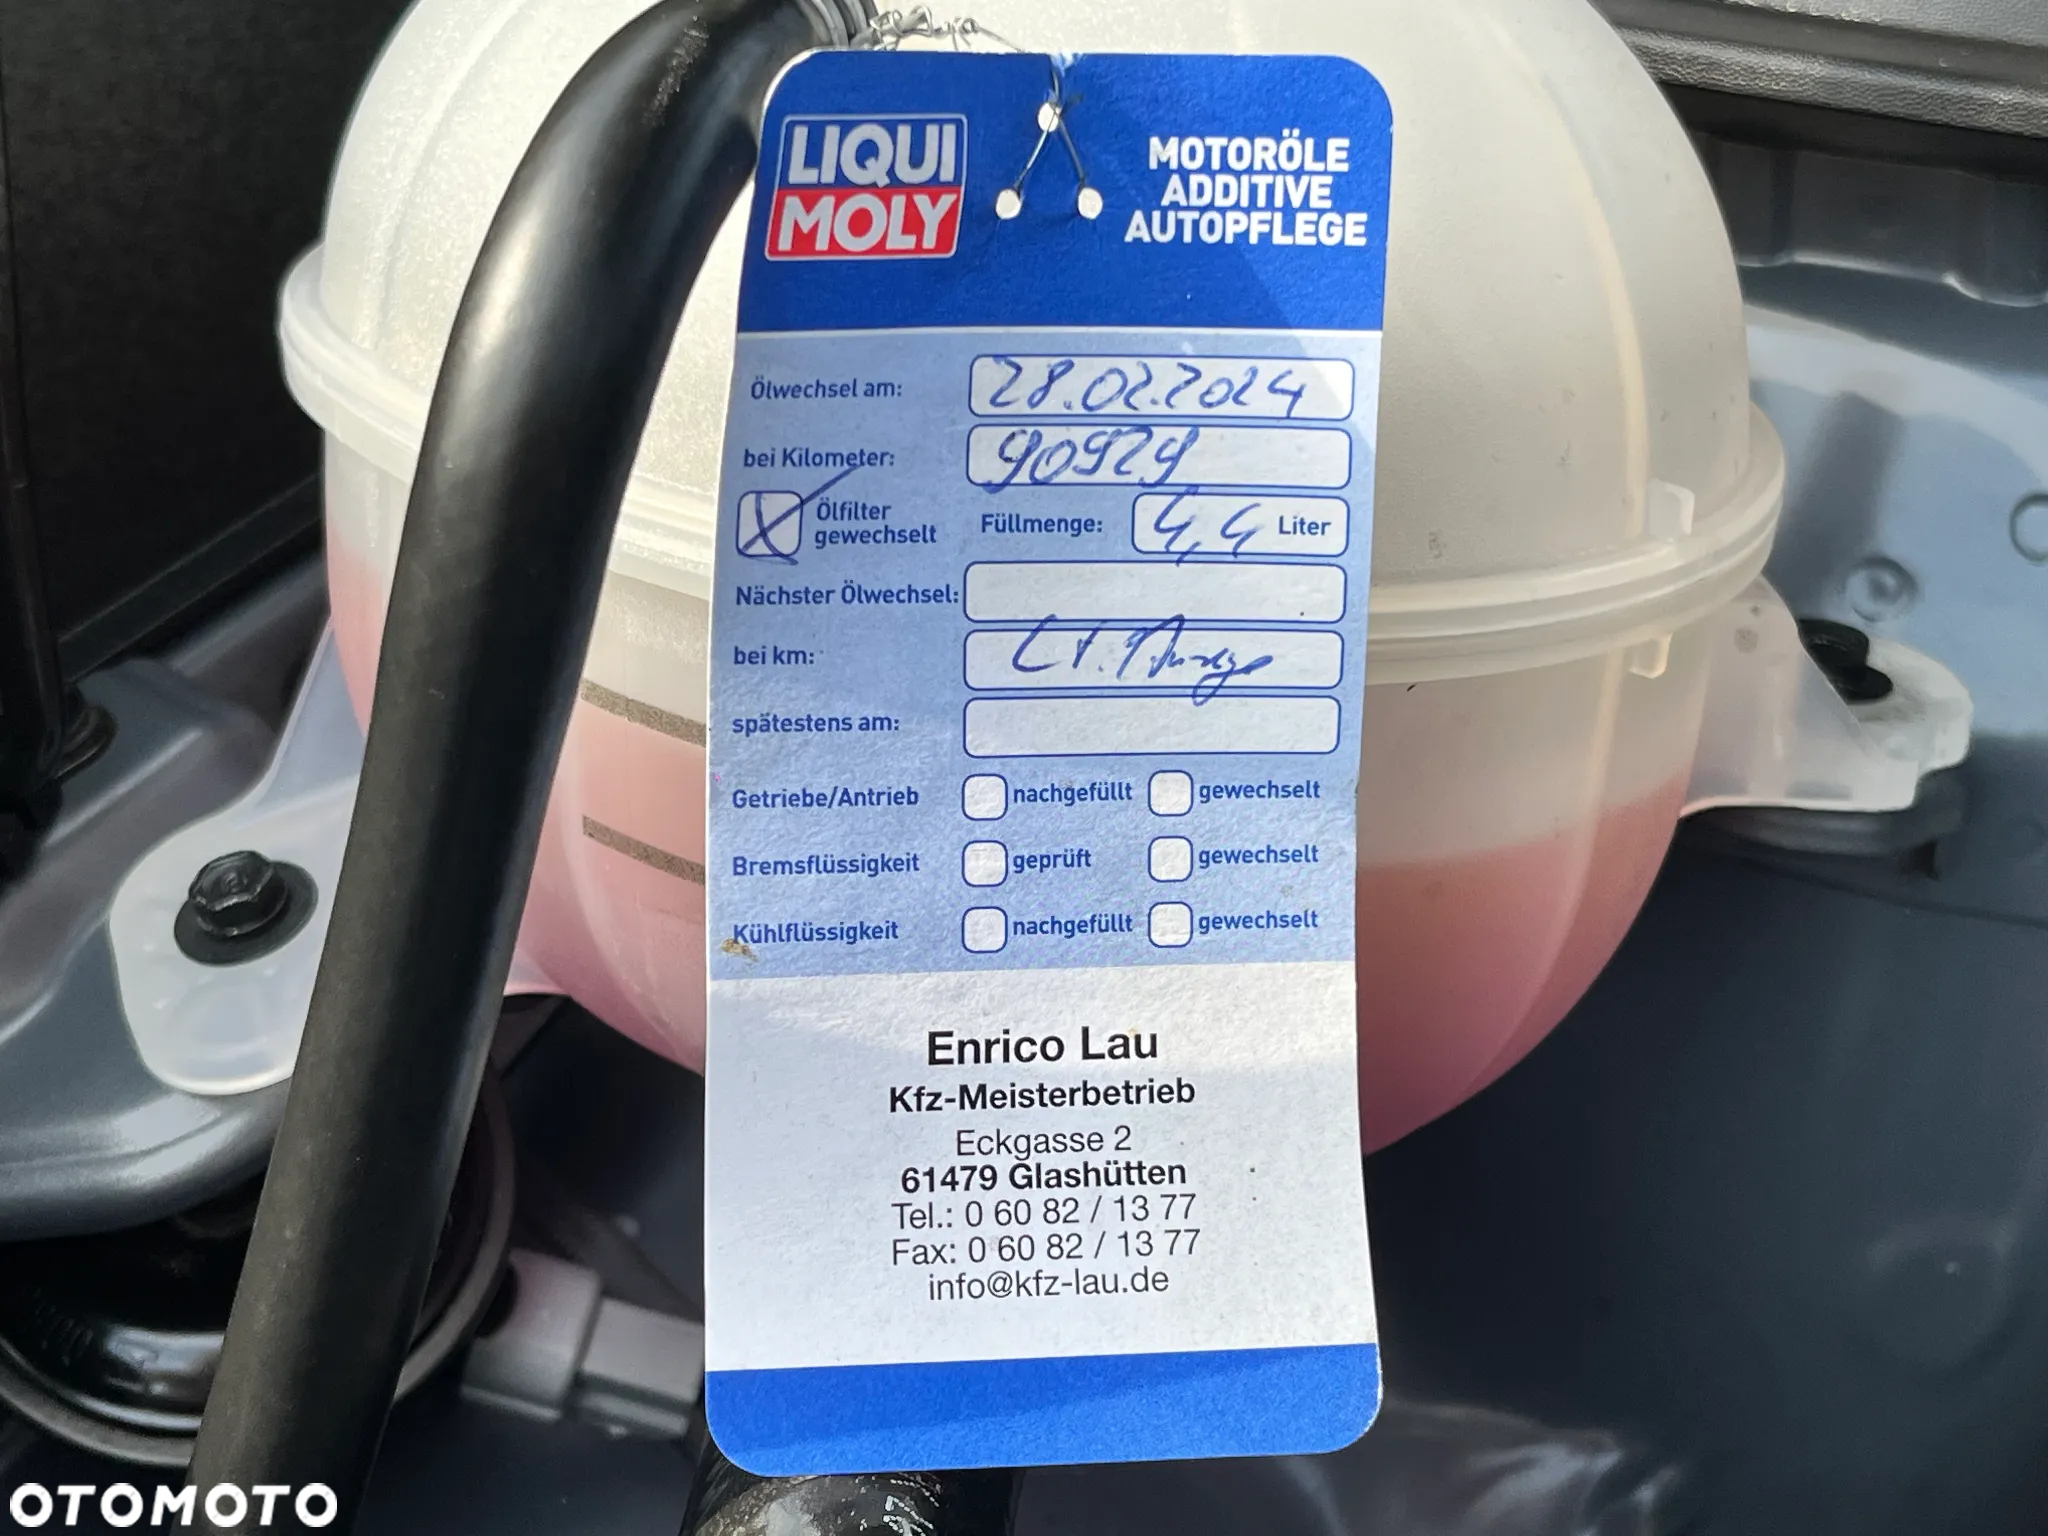 LIQUI
MOLY
MOTORÖLE
ADDITIVE
AUTOPFLEGE
Ölwechsel am: 28.02.2024
bei Kilometer: 90929
Ölfilter
gewechselt
Füllmenge: 4,4 Liter
Nächster Ölwechsel:
bei km: Lt. Anzeige
spätestens am:
Getriebe/Antrieb nachgefüllt gewechselt
Bremsflüssigkeit geprüft gewechselt
Kühlflüssigkeit nachgefüllt gewechselt
Enrico Lau
Kfz-Meisterbetrieb
Eckgasse 2
61479 Glashütten
Tel.: 0 60 82 / 13 77
Fax: 0 60 82 / 13 77
info@kfz-lau.de
OTOMOTO